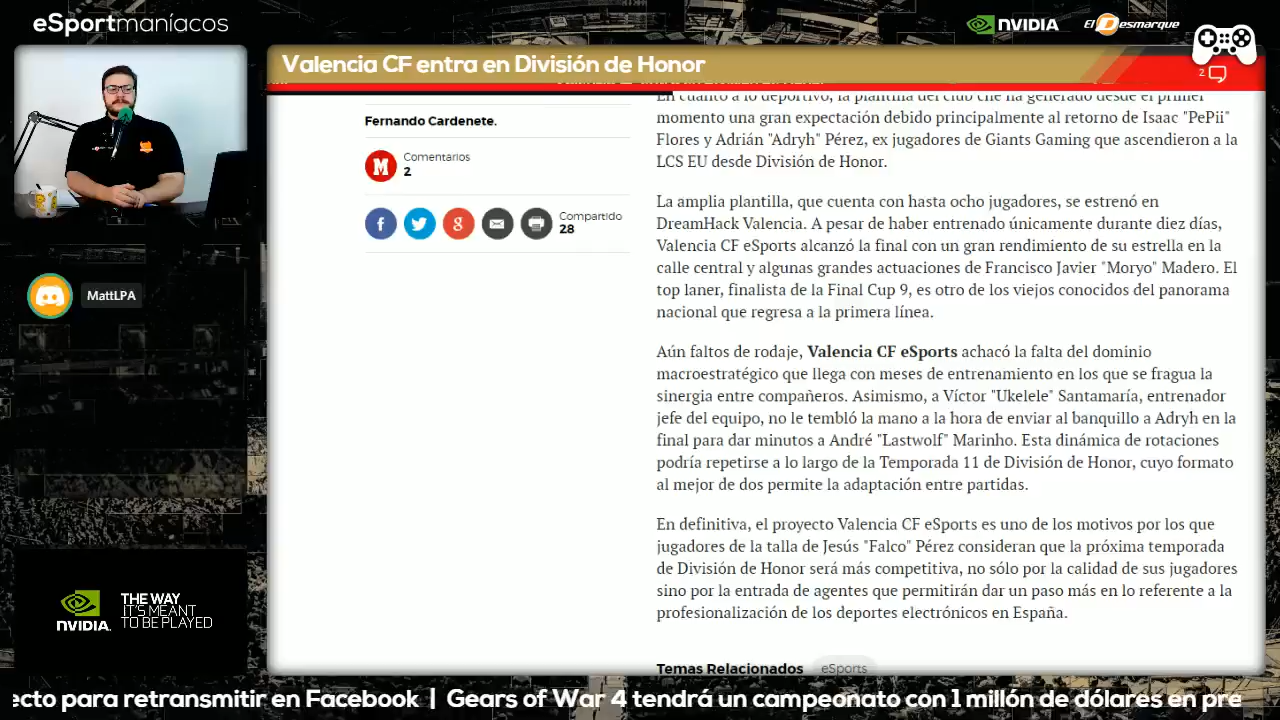 eSportmaníacos
NVIDIA
El Desmarque
Valencia CF entra en División de Honor
2
En cuanto a lo deportivo, la plantilla del club che ha generado desde el primer
momento una gran expectación debido principalmente al retorno de Isaac "PePii"
Flores y Adrián "Adryh" Pérez, ex jugadores de Giants Gaming que ascendieron a la
LCS EU desde División de Honor.
Fernando Cardenete.
M
Comentarios
2
Compartido
28
La amplia plantilla, que cuenta con hasta ocho jugadores, se estrenó en
DreamHack Valencia. A pesar de haber entrenado únicamente durante diez días,
Valencia CF eSports alcanzó la final con un gran rendimiento de su estrella en la
calle central y algunas grandes actuaciones de Francisco Javier "Moryo" Madero. El
top laner, finalista de la Final Cup 9, es otro de los viejos conocidos del panorama
nacional que regresa a la primera línea.
MattLPA
Aún faltos de rodaje, Valencia CF eSports achacó la falta del dominio
macroestratégico que llega con meses de entrenamiento en los que se fragua la
sinergia entre compañeros. Asimismo, a Víctor "Ukelele" Santamaría, entrenador
jefe del equipo, no le tembló la mano a la hora de enviar al banquillo a Adryh en la
final para dar minutos a André "Lastwolf" Marinho. Esta dinámica de rotaciones
podría repetirse a lo largo de la Temporada 11 de División de Honor, cuyo formato
al mejor de dos permite la adaptación entre partidas.
En definitiva, el proyecto Valencia CF eSports es uno de los motivos por los que
jugadores de la talla de Jesús "Falco" Pérez consideran que la próxima temporada
de División de Honor será más competitiva, no sólo por la calidad de sus jugadores
sino por la entrada de agentes que permitirán dar un paso más en lo referente a la
profesionalización de los deportes electrónicos en España.
NVIDIA.
THE WAY
IT'S MEANT
TO BE PLAYED
Temas Relacionados eSports
ecto para retransmitir en Facebook | Gears of War 4 tendrá un campeonato con 1 millón de dólares en pre